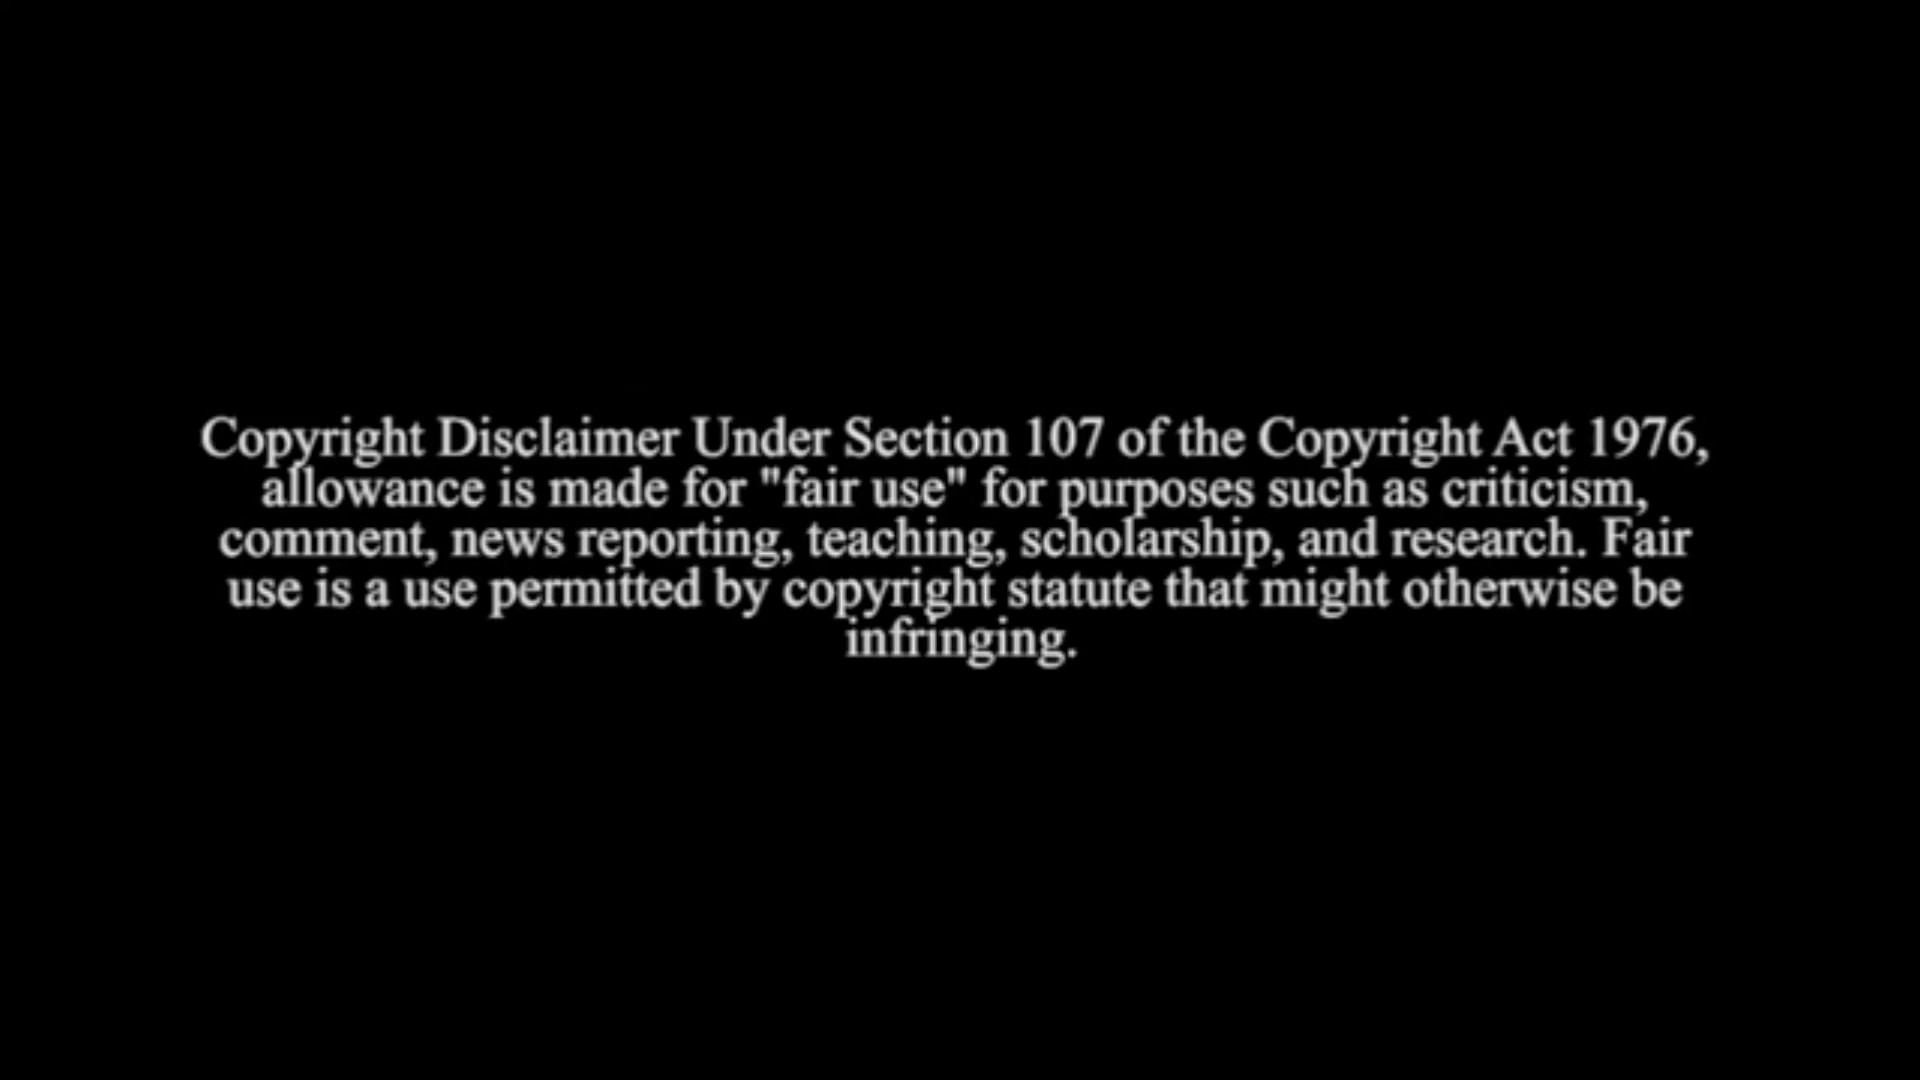 Copyright Disclaimer Under Section 107 of the Copyright Act 1976,
allowance is made for "fair use" for purposes such as criticism,
comment, news reporting, teaching, scholarship, and research. Fair
use is a use permitted by copyright statute that might otherwise be
infringing.